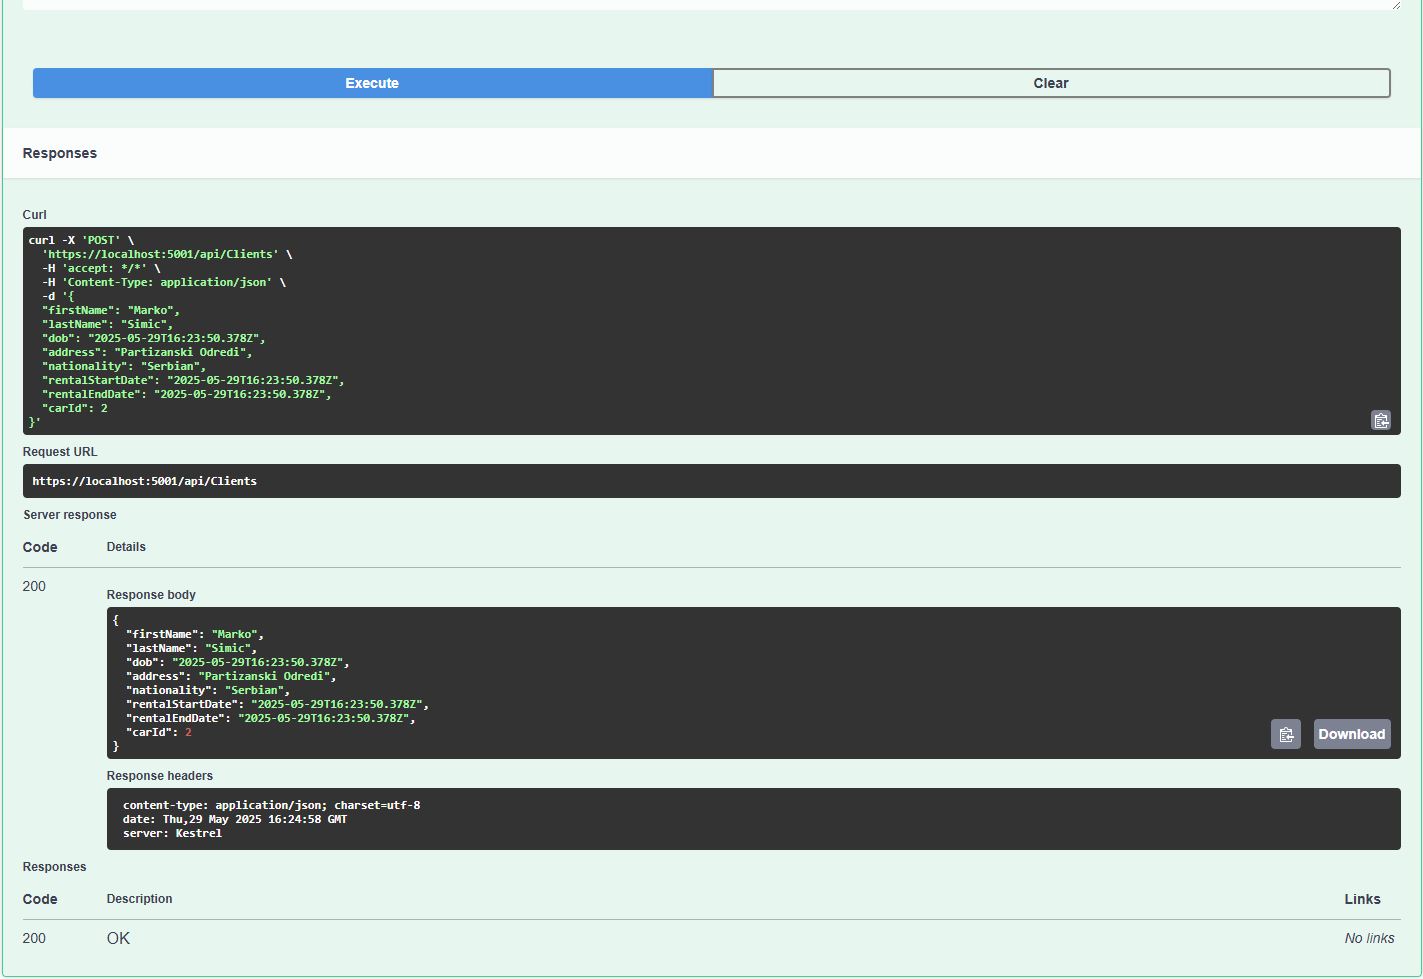 Execute
Clear
Responses
Curl
curl -X 'POST' \
  'https://localhost:5001/api/Clients' \
  -H 'accept: */*' \
  -H 'Content-Type: application/json' \
  -d '{
  "firstName": "Marko",
  "lastName": "Simic",
  "dob": "2025-05-29T16:23:50.378Z",
  "address": "Partizanski Odredi",
  "nationality": "Serbian",
  "rentalStartDate": "2025-05-29T16:23:50.378Z",
  "rentalEndDate": "2025-05-29T16:23:50.378Z",
  "carId": 2
}'
Request URL
https://localhost:5001/api/Clients
Server response
Code Details
200
Response body
{
  "firstName": "Marko",
  "lastName": "Simic",
  "dob": "2025-05-29T16:23:50.378Z",
  "address": "Partizanski Odredi",
  "nationality": "Serbian",
  "rentalStartDate": "2025-05-29T16:23:50.378Z",
  "rentalEndDate": "2025-05-29T16:23:50.378Z",
  "carId": 2
}
Download
Response headers
content-type: application/json; charset=utf-8
date: Thu,29 May 2025 16:24:58 GMT
server: Kestrel
Responses
Code Description Links
200 OK No links